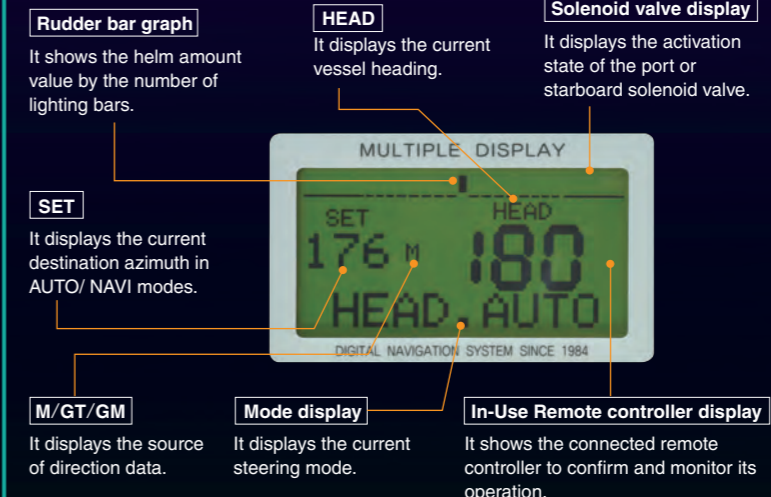 Rudder bar graph
It shows the helm amount
value by the number of
lighting bars.
HEAD
It displays the current
vessel heading.
Solenoid valve display
It displays the activation
state of the port or
starboard solenoid valve.
MULTIPLE DISPLAY
SET
HEAD
176 M
180
HEAD. AUTO
DIGITAL NAVIGATION SYSTEM SINCE 1984
SET
It displays the current
destination azimuth in
AUTO/ NAVI modes.
M/GT/GM
It displays the source
of direction data.
Mode display
It displays the current
steering mode.
In-Use Remote controller display
It shows the connected remote
controller to confirm and monitor its
operation.